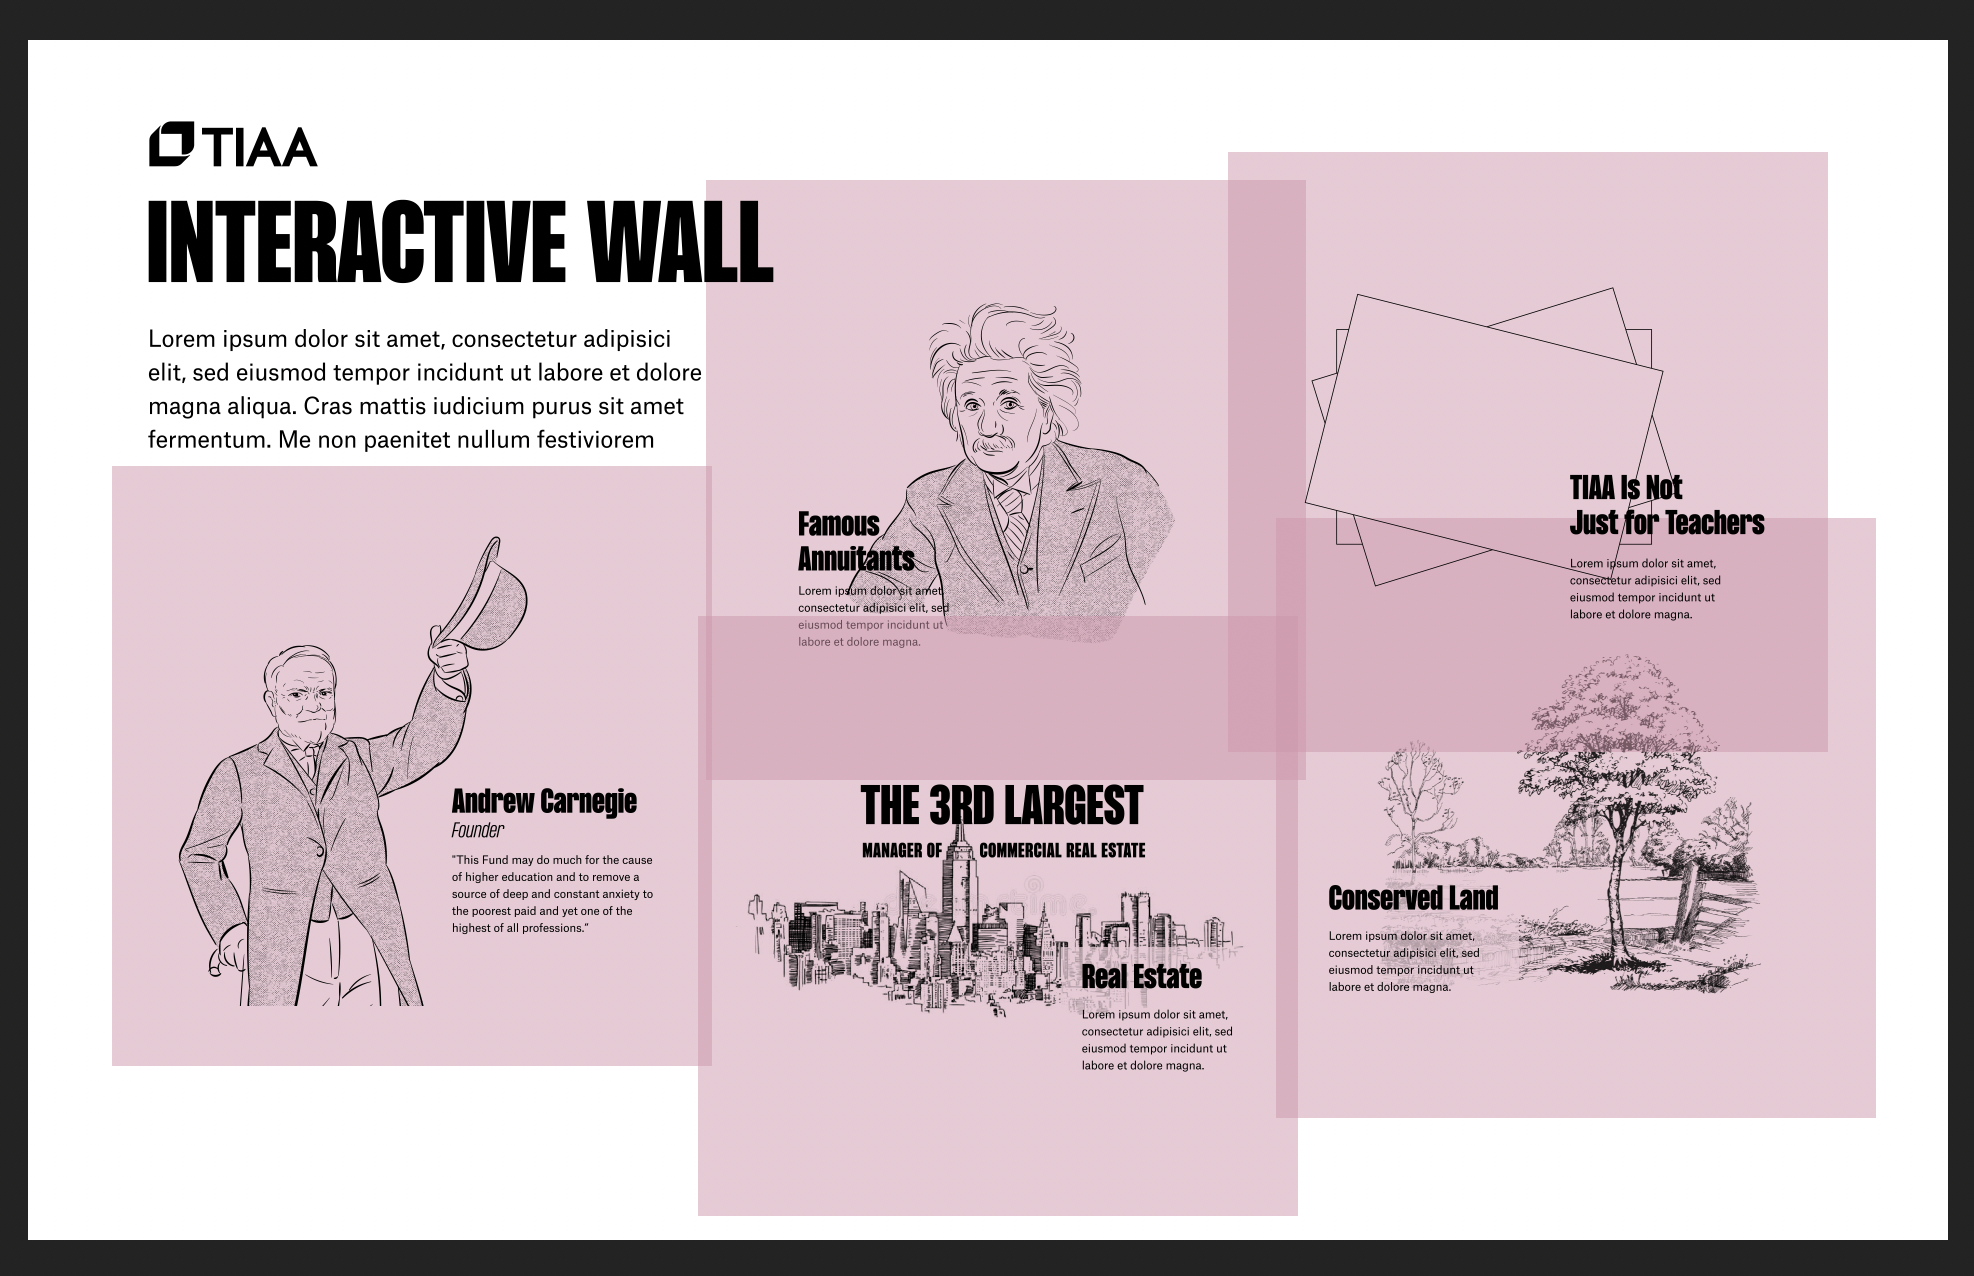 TIAA
INTERACTIVE WALL
Lorem ipsum dolor sit amet, consectetur adipisici
elit, sed eiusmod tempor incidunt ut labore et dolore
magna aliqua. Cras mattis iudicium purus sit amet
fermentum. Me non paenitet nullum festiviorem
Andrew Carnegie
Founder
"This Fund may do much for the cause
of higher education and to remove a
source of deep and constant anxiety to
the poorest paid and yet one of the
highest of all professions."
Famous
Annuitants
Lorem ipsum dolor sit amet,
consectetur adipisici elit, sed
eiusmod tempor incidunt ut
labore et dolore magna.
THE 3RD LARGEST
MANAGER OF COMMERCIAL REAL ESTATE
Real Estate
Lorem ipsum dolor sit amet,
consectetur adipisici elit, sed
eiusmod tempor incidunt ut
labore et dolore magna.
TIAA Is Not
Just for Teachers
Lorem ipsum dolor sit amet,
consectetur adipisici elit, sed
eiusmod tempor incidunt ut
labore et dolore magna.
Conserved Land
Lorem ipsum dolor sit amet,
consectetur adipisici elit, sed
eiusmod tempor incidunt ut
labore et dolore magna.